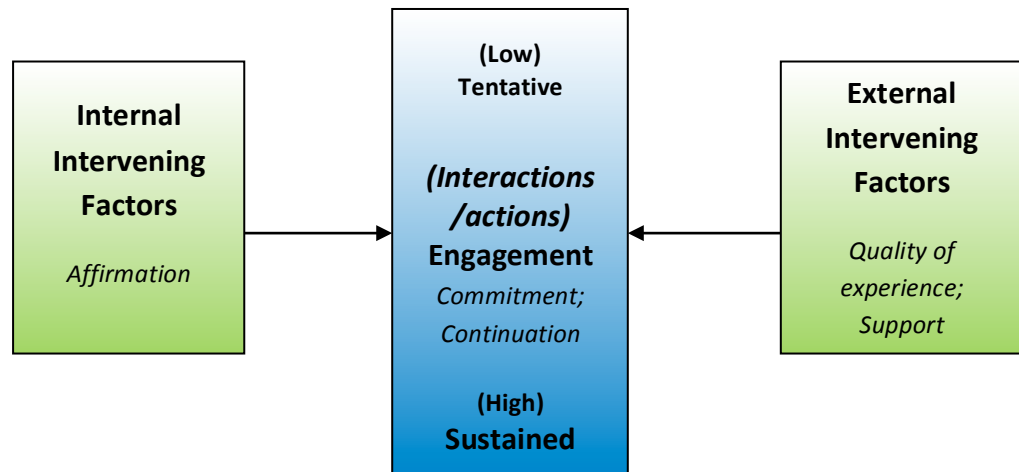 Internal
Intervening
Factors
Affirmation
(Low)
Tentative
(Interactions
/actions)
Engagement
Commitment;
Continuation
(High)
Sustained
External
Intervening
Factors
Quality of
experience;
Support